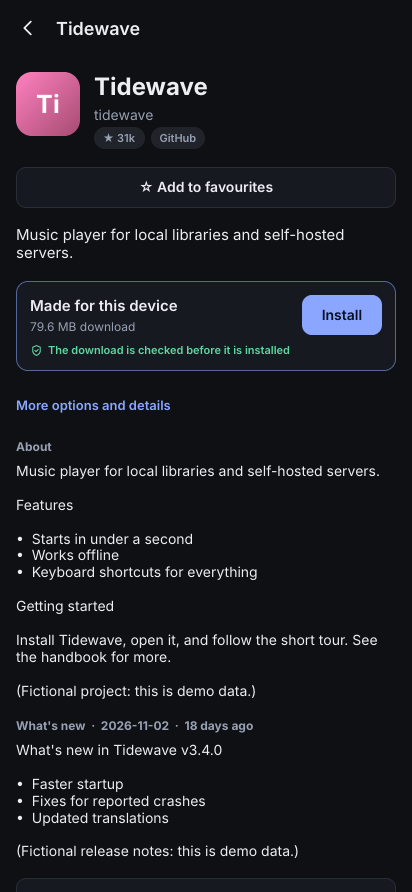 Tidewave
Ti
Tidewave
tidewave
★ 31k
GitHub
☆ Add to favourites
Music player for local libraries and self-hosted
servers.
Made for this device
79.6 MB download
Install
The download is checked before it is installed
More options and details
About
Music player for local libraries and self-hosted servers.
Features
• Starts in under a second
• Works offline
• Keyboard shortcuts for everything
Getting started
Install Tidewave, open it, and follow the short tour. See
the handbook for more.
(Fictional project: this is demo data.)
What's new · 2026-11-02 · 18 days ago
What's new in Tidewave v3.4.0
• Faster startup
• Fixes for reported crashes
• Updated translations
(Fictional release notes: this is demo data.)